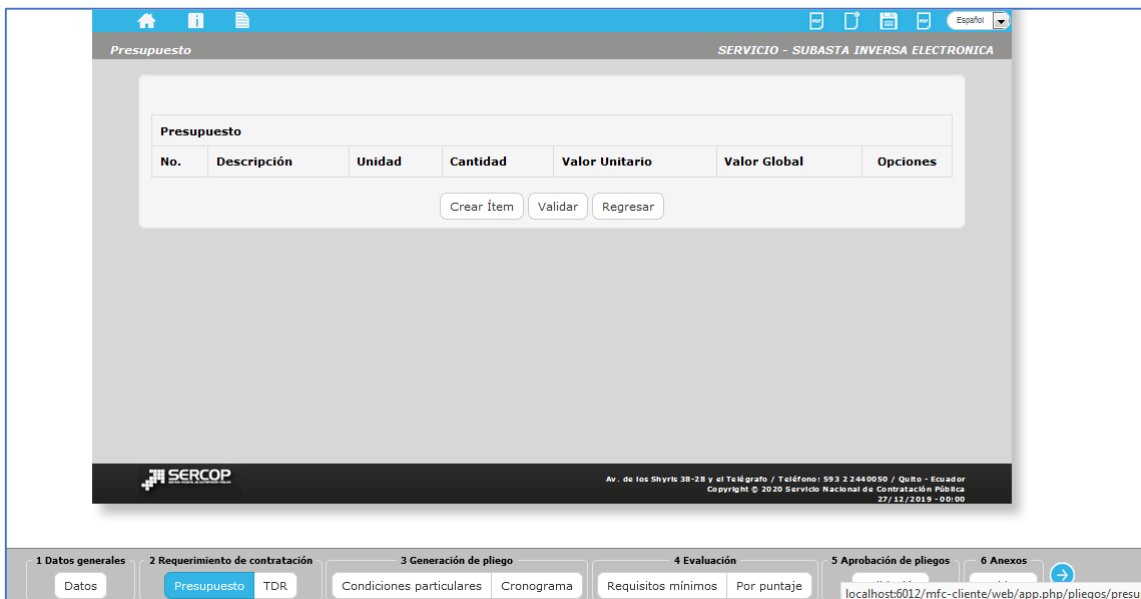 Español
Presupuesto
SERVICIO - SUBASTA INVERSA ELECTRONICA
Presupuesto
No. Descripción Unidad Cantidad Valor Unitario Valor Global Opciones
Crear Ítem Validar Regresar
SERCOP
Av. de los Shyris 38-28 y el Telégrafo / Teléfono: 593 2 2440050 / Quito - Ecuador
Copyright © 2020 Servicio Nacional de Contratación Pública
27/12/2019 - 00:00
1 Datos generales 2 Requerimiento de contratación 3 Generación de pliego 4 Evaluación 5 Aprobación de pliegos 6 Anexos
Datos Presupuesto TDR Condiciones particulares Cronograma Requisitos mínimos Por puntaje
localhost:6012/mfc-cliente/web/app.php/pliegos/presu